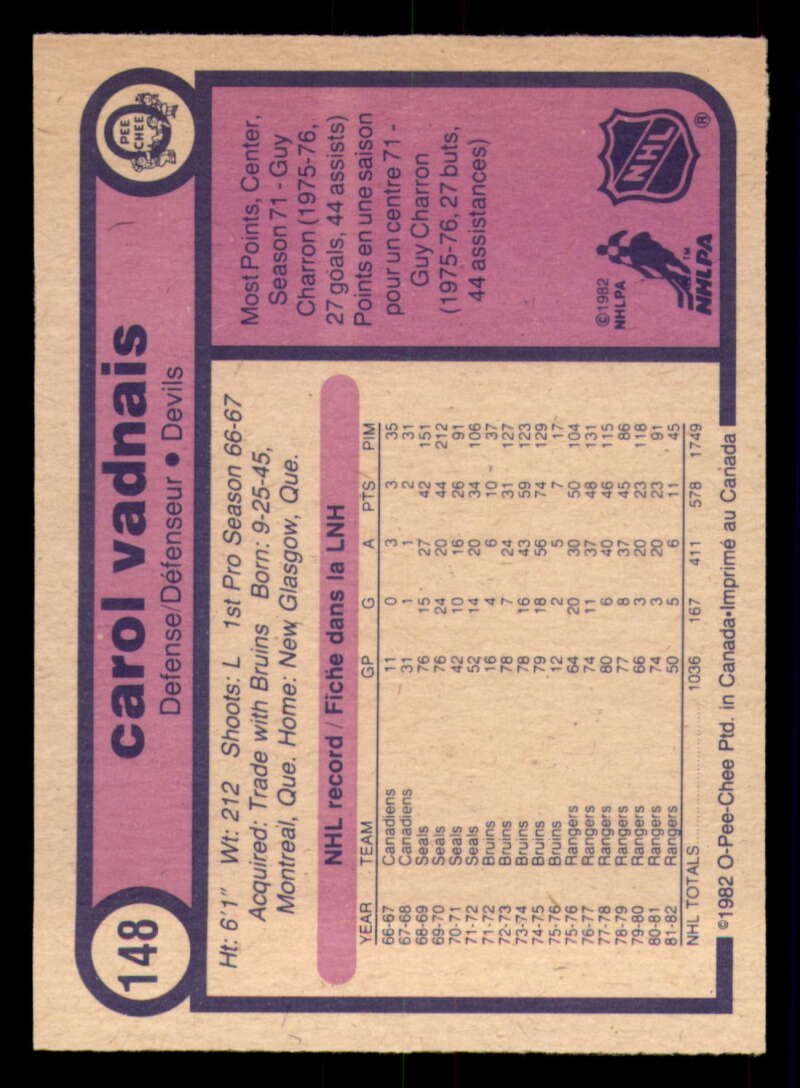 148
carol vadnais
Defense/Défenseur • Devils
PEE
CHEE
Ht: 6'1" Wt: 212 Shoots: L 1st Pro Season 66-67
Acquired: Trade with Bruins Born: 9-25-45,
Montreal, Que. Home: New Glasgow, Que.
NHL record / Fiche dans la LNH
YEAR TEAM GP G A PTS PIM
66-67 Canadiens 11 0 3 3 35
67-68 Canadiens 31 1 1 2 31
68-69 Seals 76 15 27 42 151
69-70 Seals 76 24 20 44 212
70-71 Seals 42 10 16 26 91
71-72 Seals 52 14 20 34 106
71-72 Bruins 16 4 6 10 37
72-73 Bruins 78 7 24 31 127
73-74 Bruins 78 16 43 59 123
74-75 Bruins 79 18 56 74 129
75-76 Bruins 12 2 5 7 17
75-76 Rangers 64 20 30 50 104
76-77 Rangers 74 11 37 48 131
77-78 Rangers 80 6 40 46 115
78-79 Rangers 77 8 37 45 86
79-80 Rangers 66 3 20 23 118
80-81 Rangers 74 3 20 23 91
81-82 Rangers 50 5 6 11 45
NHL TOTALS 1036 167 411 578 1749
©1982 O-Pee-Chee Ptd. in Canada•Imprimé au Canada
Most Points, Center,
Season 71 - Guy
Charron (1975-76,
27 goals, 44 assists)
Points en une saison
pour un centre 71 -
Guy Charron
(1975-76, 27 buts,
44 assistances)
©1982
NHLPA
NHLPA™
NHL®